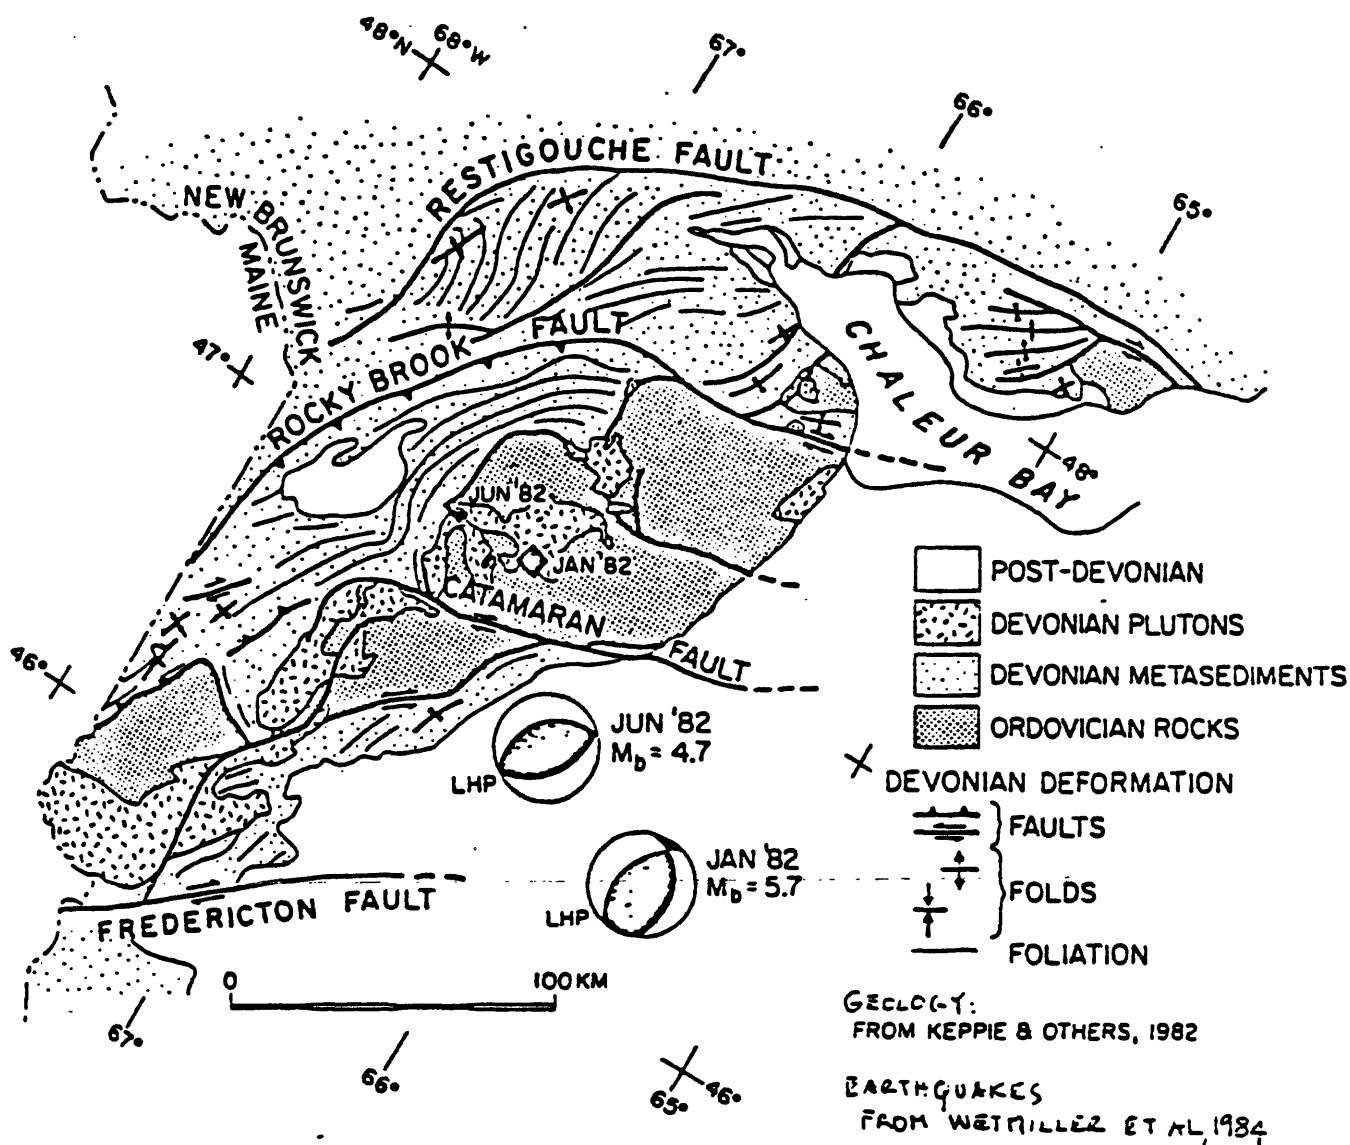 48°N 68°W
67°
66°
65°
RESTIGOUCHE FAULT
NEW BRUNSWICK
MAINE
47°
ROCKY BROOK FAULT
CHALEUR BAY
48°
JUN '82
JAN '82
CATAMARAN FAULT
46°
POST-DEVONIAN
DEVONIAN PLUTONS
DEVONIAN METASEDIMENTS
ORDOVICIAN ROCKS
DEVONIAN DEFORMATION
FAULTS
FOLDS
FOLIATION
JUN '82
Mb = 4.7
LHP
JAN '82
Mb = 5.7
LHP
FREDERICTON FAULT
0 100 KM
67°
66°
65° 46°
GEOLOGY:
FROM KEPPIE & OTHERS, 1982
EARTHQUAKES
FROM WETMILLER ET AL, 1984